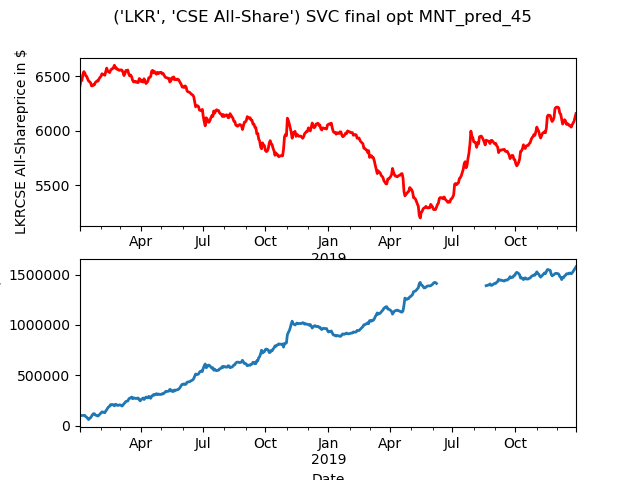 ('LKR', 'CSE All-Share') SVC final opt MNT_pred_45
LKRCSE All-Shareprice in $
6500
6000
5500
Apr Jul Oct Jan Apr Jul Oct
2019
1500000
1000000
500000
0
Apr Jul Oct Jan Apr Jul Oct
2019
Date